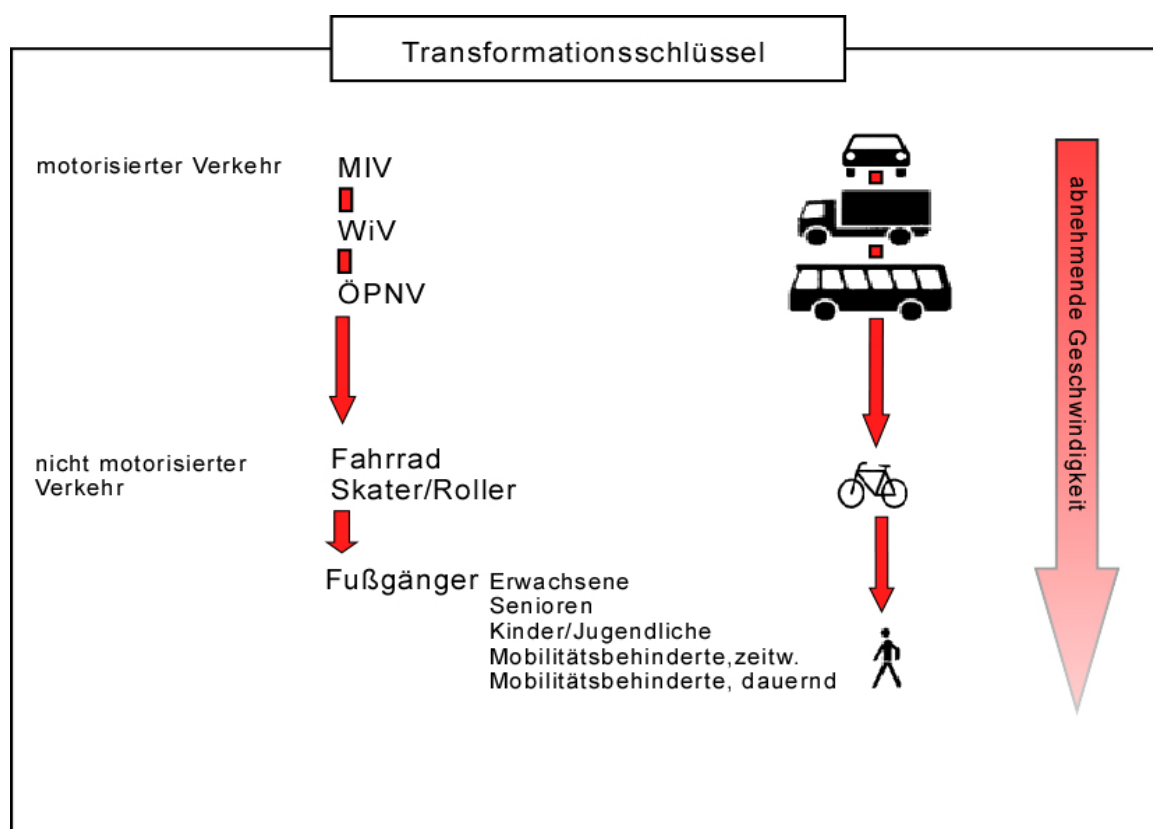 Transformationsschlüssel
motorisierter Verkehr
MIV
WiV
ÖPNV
nicht motorisierter
Verkehr
Fahrrad
Skater/Roller
Fußgänger
Erwachsene
Senioren
Kinder/Jugendliche
Mobilitätsbehinderte,zeitw.
Mobilitätsbehinderte, dauernd
abnehmende Geschwindigkeit